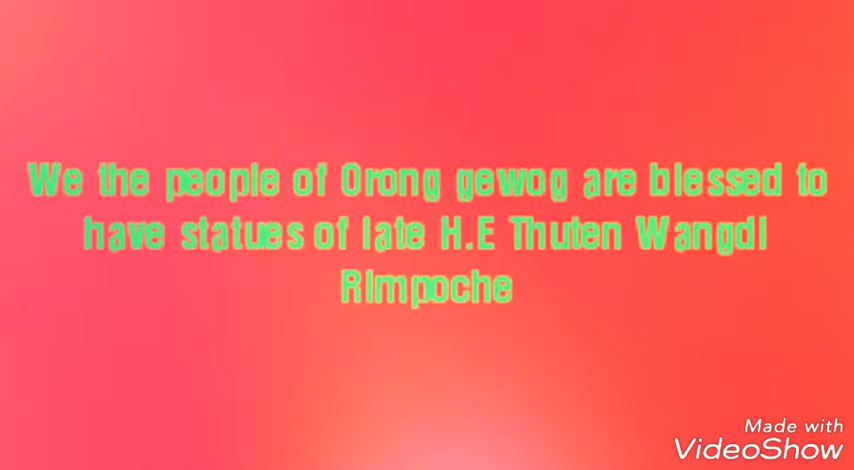 We the people of Orong gewog are blessed to
have statues of late H.E Thuten Wangdi
Rimpoche
Made with
VideoShow